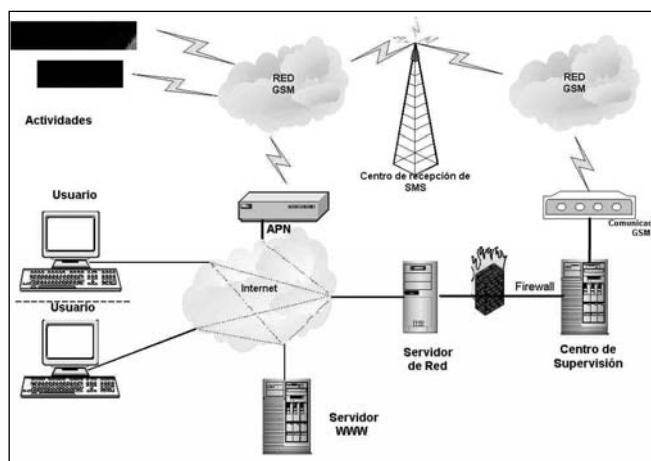 RED
GSM
RED
GSM
Actividades
Centro de recepción de
SMS
Usuario
APN
Comunicac
GSM
Internet
Usuario
Firewall
Servidor
de Red
Centro de
Supervisión
Servidor
WWW